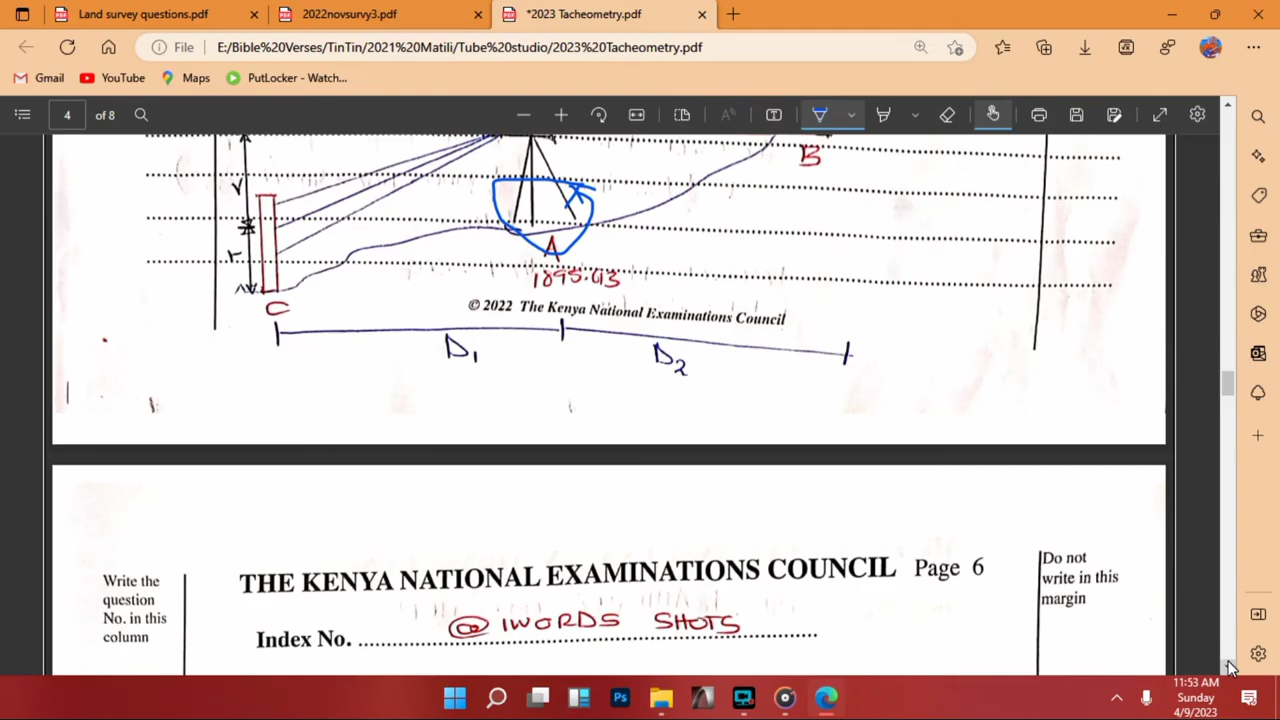 Land survey questions.pdf
2022novsurvy3.pdf
*2023 Tacheometry.pdf
File
E:/Bible%20Verses/TinTin/2021%20Matili/Tube%20studio/2023%20Tacheometry.pdf
Gmail
YouTube
Maps
PutLocker - Watch...
4
of 8
B
V
r
A
C
© 2022 The Kenya National Examinations Council
D1
D2
THE KENYA NATIONAL EXAMINATIONS COUNCIL Page 6
Write the
question
No. in this
column
Do not
write in this
margin
Index No.
@ 1WORDS SHOTS
11:53 AM
Sunday
4/9/2023